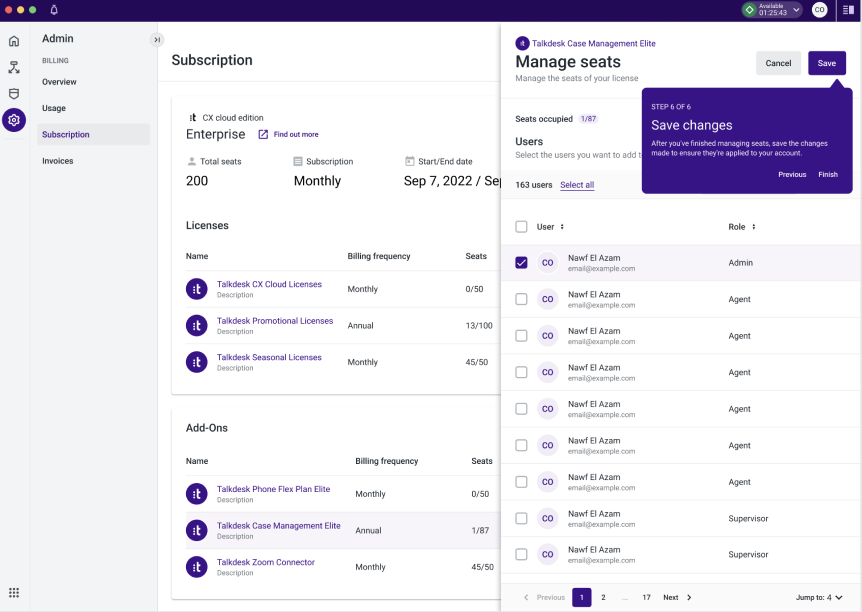 Available
01:25:43
CO
Admin
BILLING
Overview
Usage
Subscription
Invoices
Subscription
CX cloud edition
Enterprise
Find out more
Total seats
Subscription
Start/End date
200
Monthly
Sep 7, 2022 / Sep
Licenses
Name Billing frequency Seats
Talkdesk CX Cloud Licenses
Description
Monthly
0/50
Talkdesk Promotional Licenses
Description
Annual
13/100
Talkdesk Seasonal Licenses
Description
Monthly
45/50
Add-Ons
Name Billing frequency Seats
Talkdesk Phone Flex Plan Elite
Description
Monthly
0/50
Talkdesk Case Management Elite
Description
Annual
1/87
Talkdesk Zoom Connector
Description
Monthly
45/50
Talkdesk Case Management Elite
Manage seats
Manage the seats of your license
Cancel
Save
STEP 6 OF 6
Save changes
After you've finished managing seats, save the changes
made to ensure they're applied to your account.
Previous
Finish
Seats occupied 1/87
Users
Select the users you want to add t
163 users Select all
User Role
CO
Nawf El Azam
email@example.com
Admin
CO
Nawf El Azam
email@example.com
Agent
CO
Nawf El Azam
email@example.com
Agent
CO
Nawf El Azam
email@example.com
Agent
CO
Nawf El Azam
email@example.com
Agent
CO
Nawf El Azam
email@example.com
Agent
CO
Nawf El Azam
email@example.com
Agent
CO
Nawf El Azam
email@example.com
Supervisor
CO
Nawf El Azam
email@example.com
Supervisor
Previous 1 2 ... 17 Next
Jump to: 4